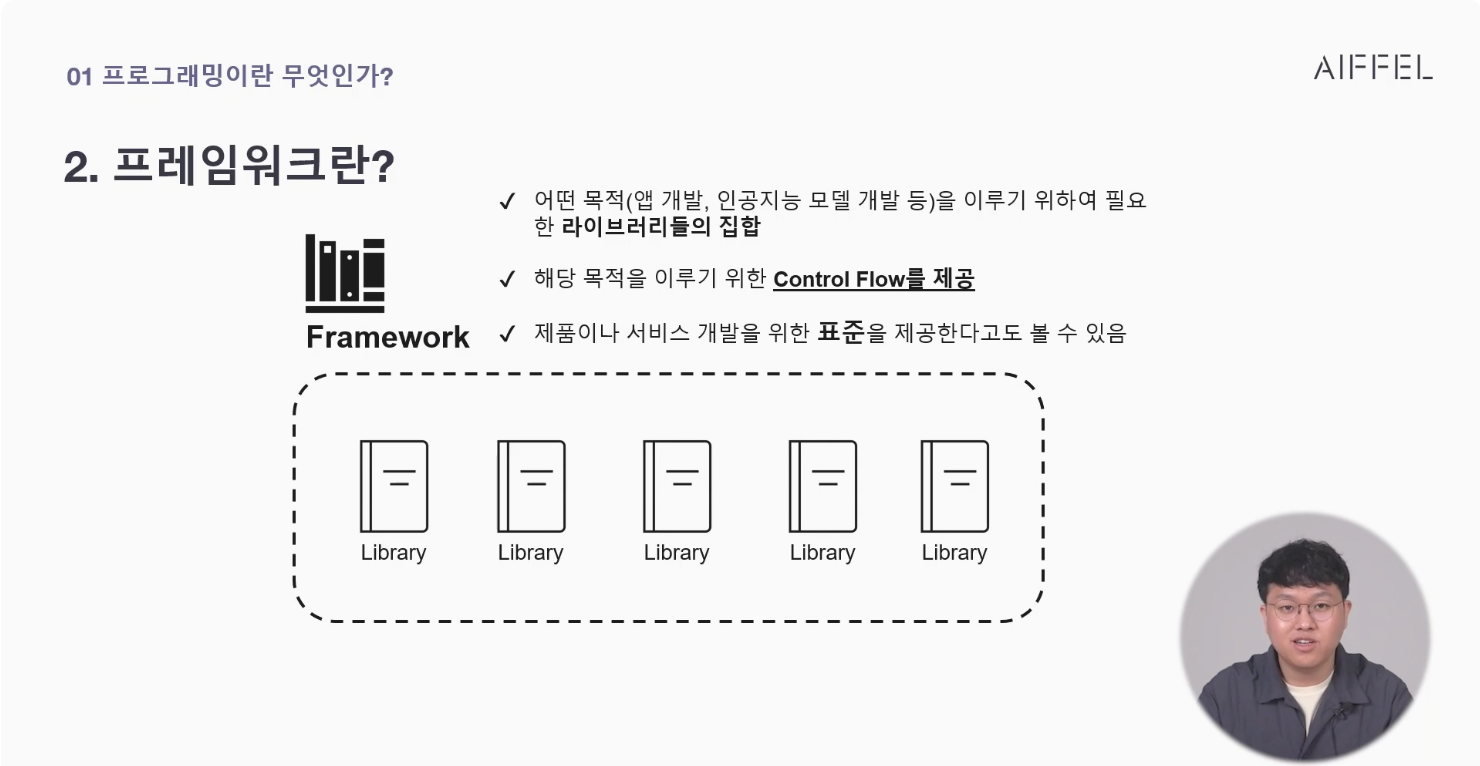 01 프로그래밍이란 무엇인가?
AIFFEL
2. 프레임워크란?
✓ 어떤 목적(앱 개발, 인공지능 모델 개발 등)을 이루기 위하여 필요
한 라이브러리들의 집합
✓ 해당 목적을 이루기 위한 Control Flow를 제공
✓ 제품이나 서비스 개발을 위한 표준을 제공한다고도 볼 수 있음
Framework
Library
Library
Library
Library
Library